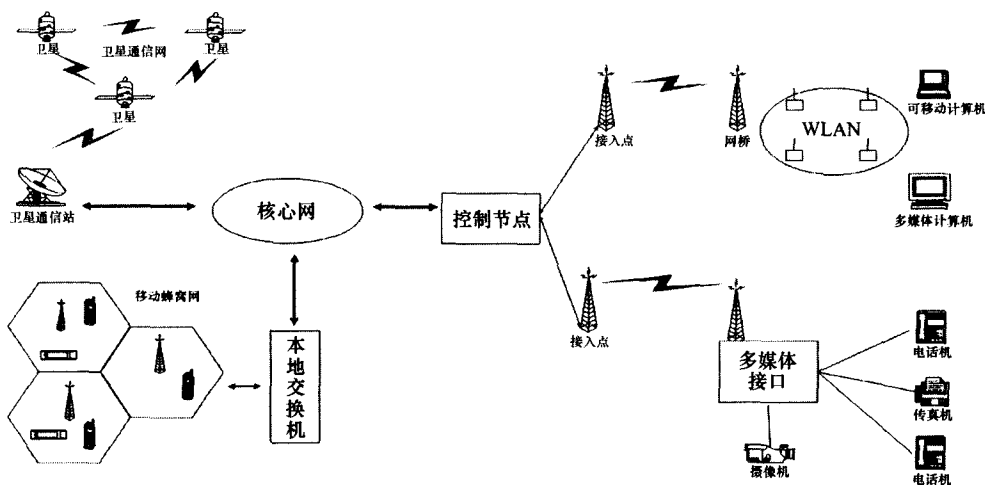 卫星
卫星通信网
卫星
卫星
卫星通信站
核心网
控制节点
接入点
网桥
WLAN
可移动计算机
多媒体计算机
移动蜂窝网
本地交换机
接入点
多媒体
接口
摄像机
电话机
传真机
电话机